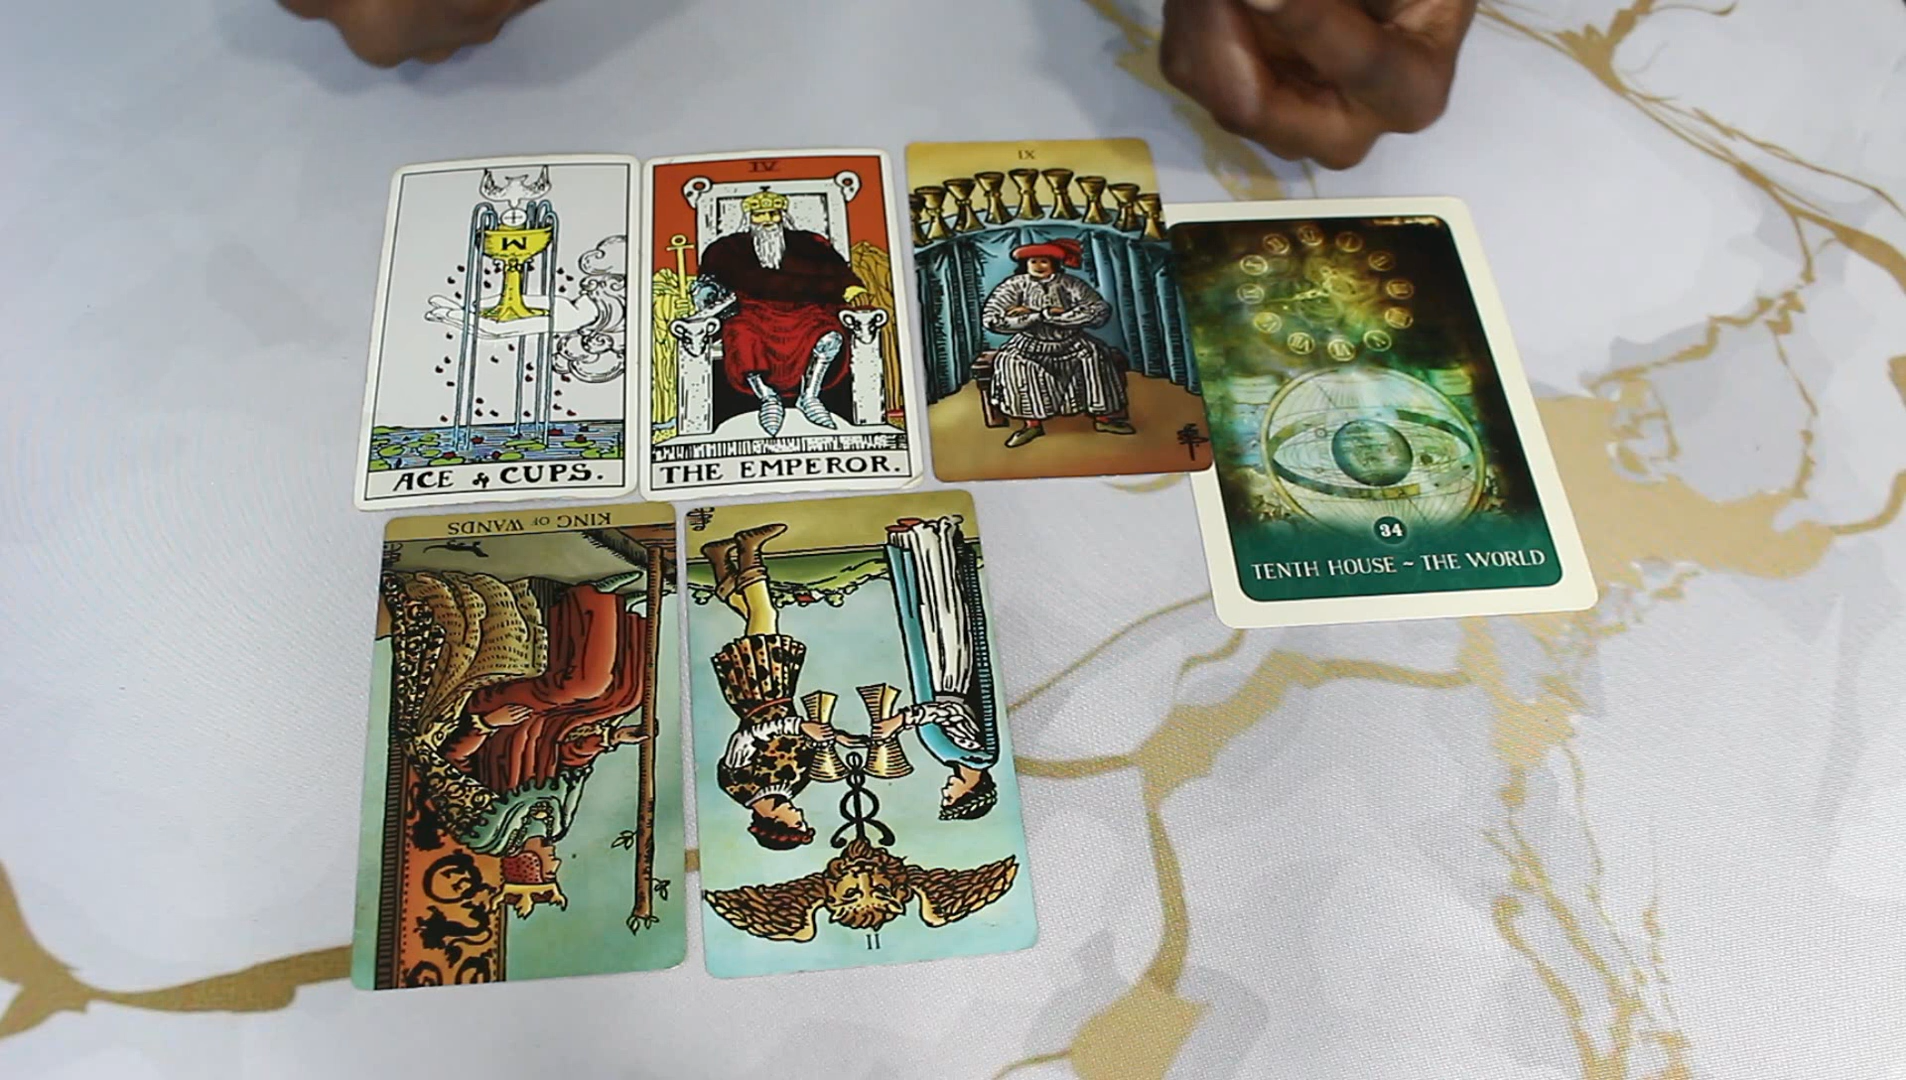 IV
IX
W
ACE of CUPS.
THE EMPEROR.
34
TENTH HOUSE ~ THE WORLD
KING OF WANDS
II